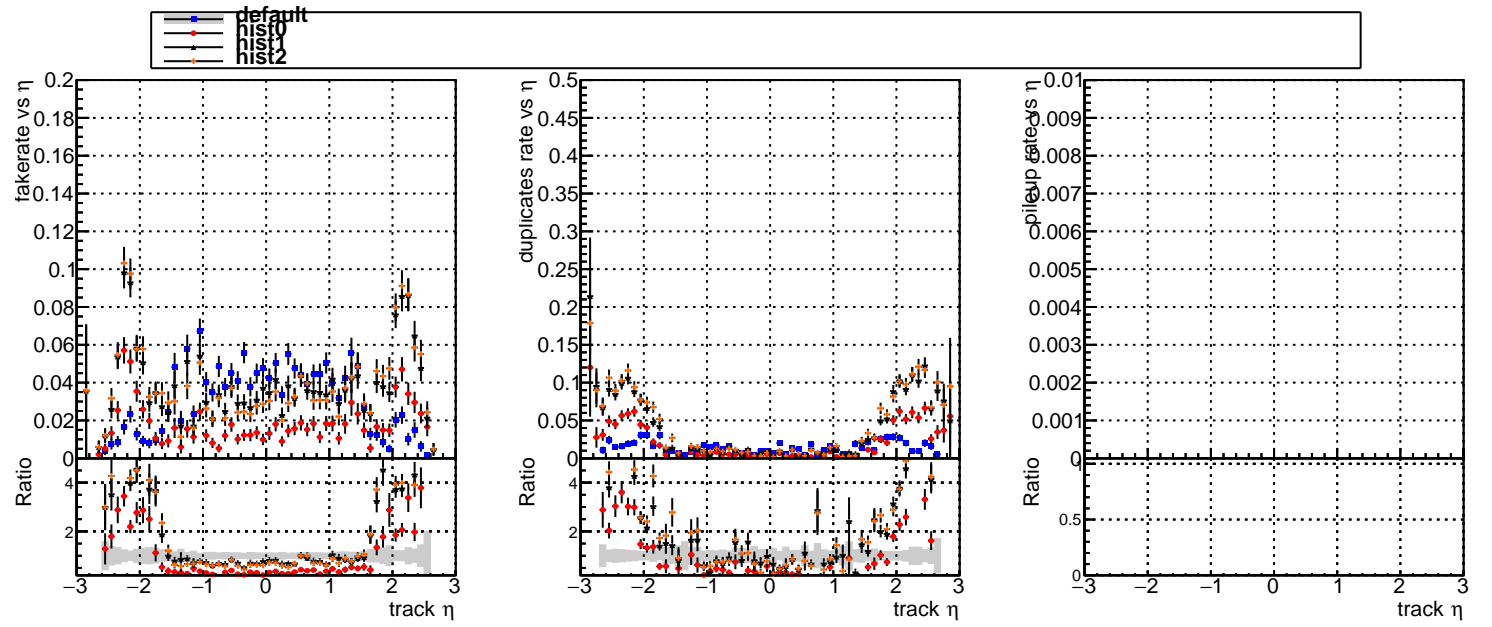 default
hist0
hist1
hist2
fakerate vs η
0.2
0.18
0.16
0.14
0.12
0.1
0.08
0.06
0.04
0.02
0
Ratio
4
2
−3 −2 −1 0 1 2 3
track η
duplicates rate vs η
0.5
0.45
0.4
0.35
0.3
0.25
0.2
0.15
0.1
0.05
0
Ratio
4
2
−3 −2 −1 0 1 2 3
track η
pileup rate vs η
0.01
0.009
0.008
0.007
0.006
0.005
0.004
0.003
0.002
0.001
0
Ratio
0.5
0
−3 −2 −1 0 1 2 3
track η